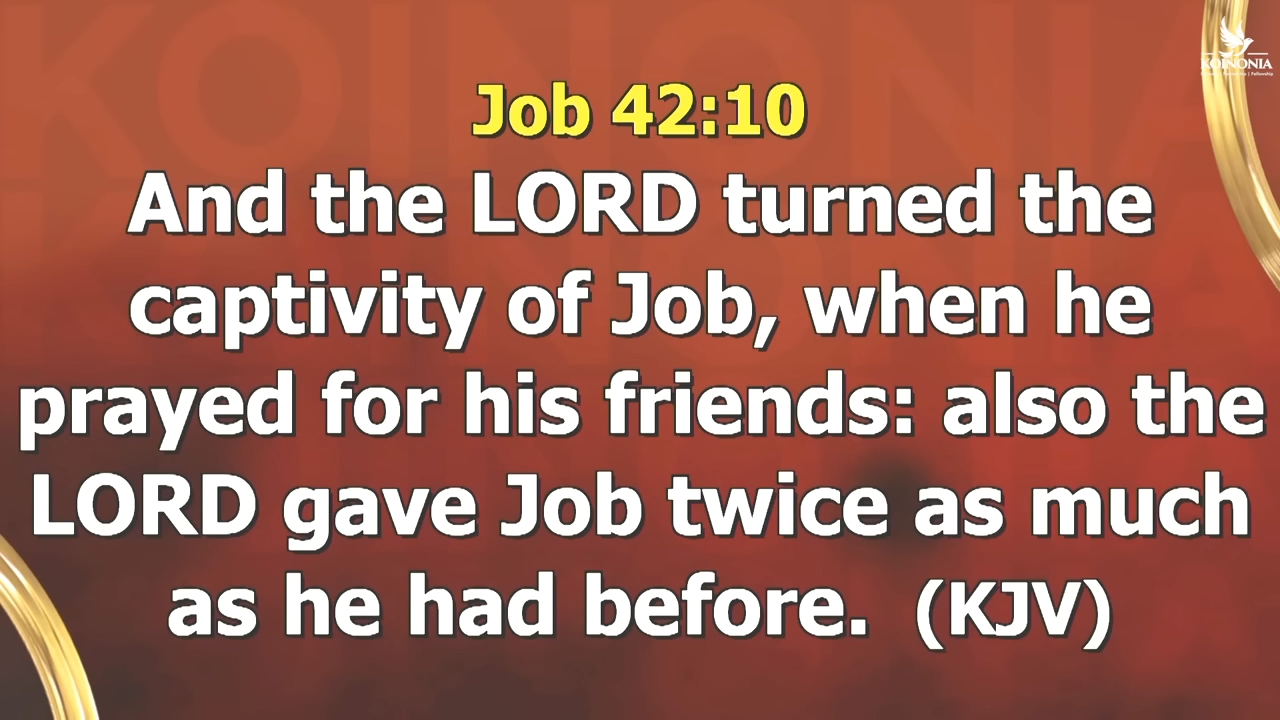 KOINONIA
Job 42:10
And the LORD turned the
captivity of Job, when he
prayed for his friends: also the
LORD gave Job twice as much
as he had before. (KJV)